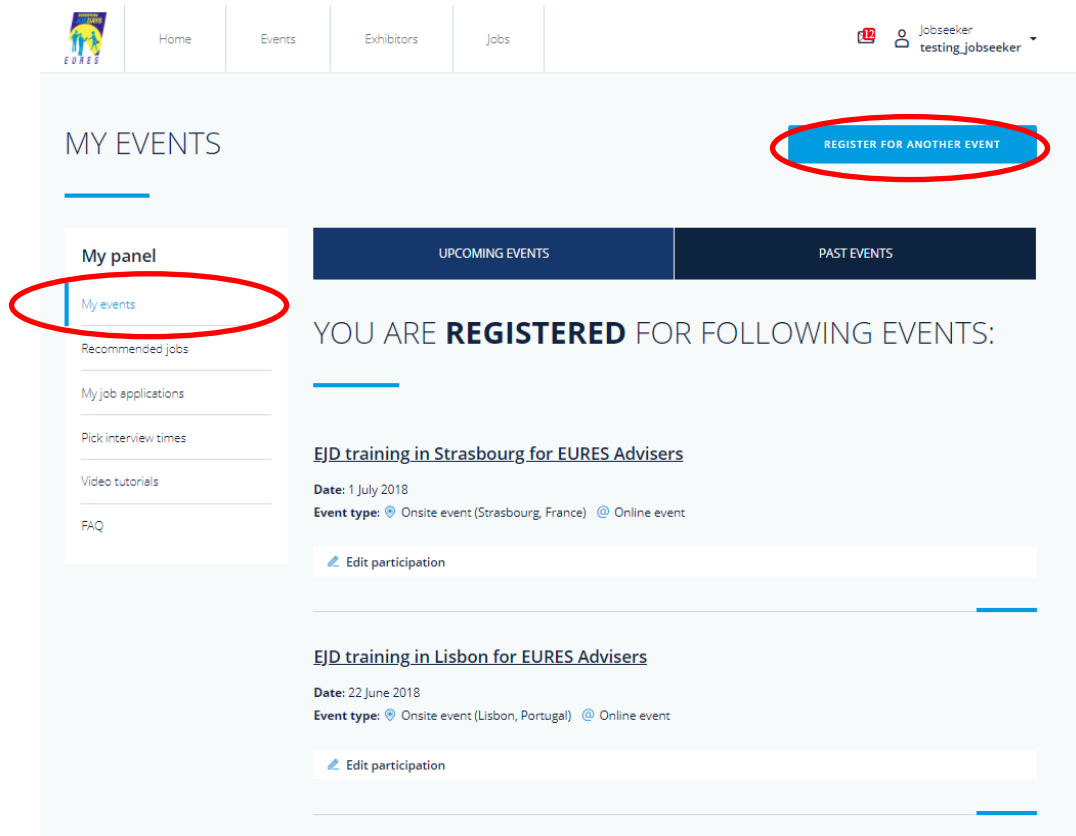 EUROPEAN
JOB DAYS
EURES
Home
Events
Exhibitors
Jobs
12
Jobseeker
testing_jobseeker
MY EVENTS
REGISTER FOR ANOTHER EVENT
My panel
My events
Recommended jobs
My job applications
Pick interview times
Video tutorials
FAQ
UPCOMING EVENTS
PAST EVENTS
YOU ARE REGISTERED FOR FOLLOWING EVENTS:
EJD training in Strasbourg for EURES Advisers
Date: 1 July 2018
Event type: Onsite event (Strasbourg, France) @ Online event
Edit participation
EJD training in Lisbon for EURES Advisers
Date: 22 June 2018
Event type: Onsite event (Lisbon, Portugal) @ Online event
Edit participation